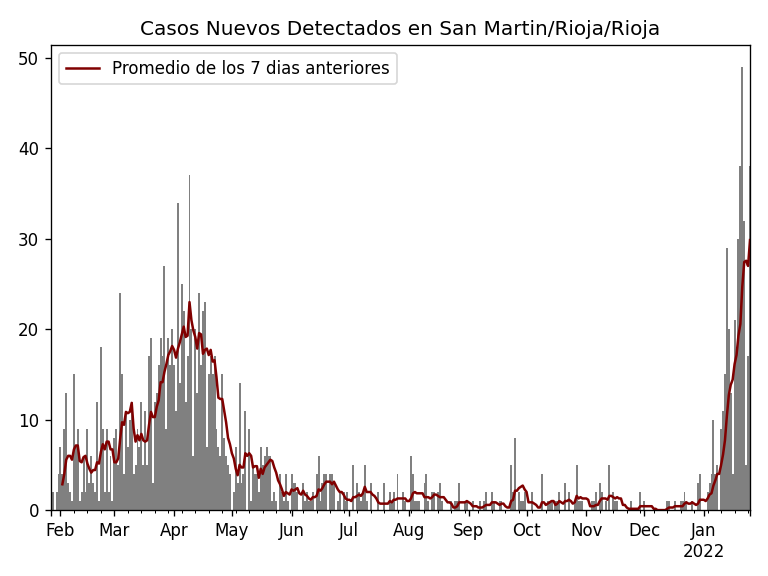 Casos Nuevos Detectados en San Martin/Rioja/Rioja
Promedio de los 7 dias anteriores
50
40
30
20
10
0
Feb Mar Apr May Jun Jul Aug Sep Oct Nov Dec Jan
2022